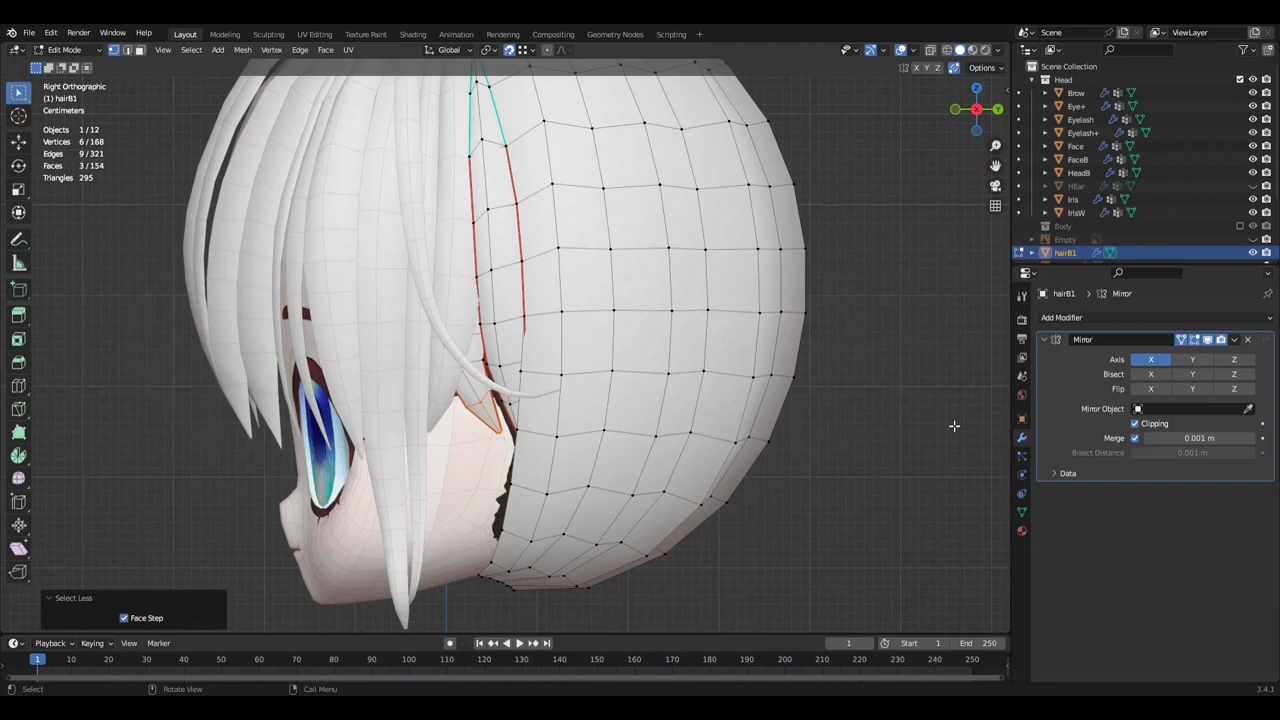 File Edit Render Window Help Layout Modeling Sculpting UV Editing Texture Paint Shading Animation Rendering Compositing Geometry Nodes Scripting Scene ViewLayer
Edit Mode View Select Add Mesh Vertex Edge Face UV Global
X Y Z Options
Right Orthographic
(1) hairB1
Centimeters
Objects 1/12
Vertices 6/168
Edges 9/321
Faces 3/154
Triangles 295
X
Y
Z
Scene Collection
Head
Brow
Eye+
Eyelash
Eyelash+
Face
FaceB
HeadB
HEar
Iris
IrisW
Body
Empty
hairB1
hairB1 Mirror
Add Modifier
Mirror
Axis X Y Z
Bisect X Y Z
Flip X Y Z
Mirror Object
Clipping
Merge 0.001 m
Bisect Distance 0.001 m
Data
Select Less
Face Step
Playback Keying View Marker 1 Start 1 End 250
1 10 20 30 40 50 60 70 80 90 100 110 120 130 140 150 160 170 180 190 200 210 220 230 240 250
Select Rotate View Call Menu 3.4.1